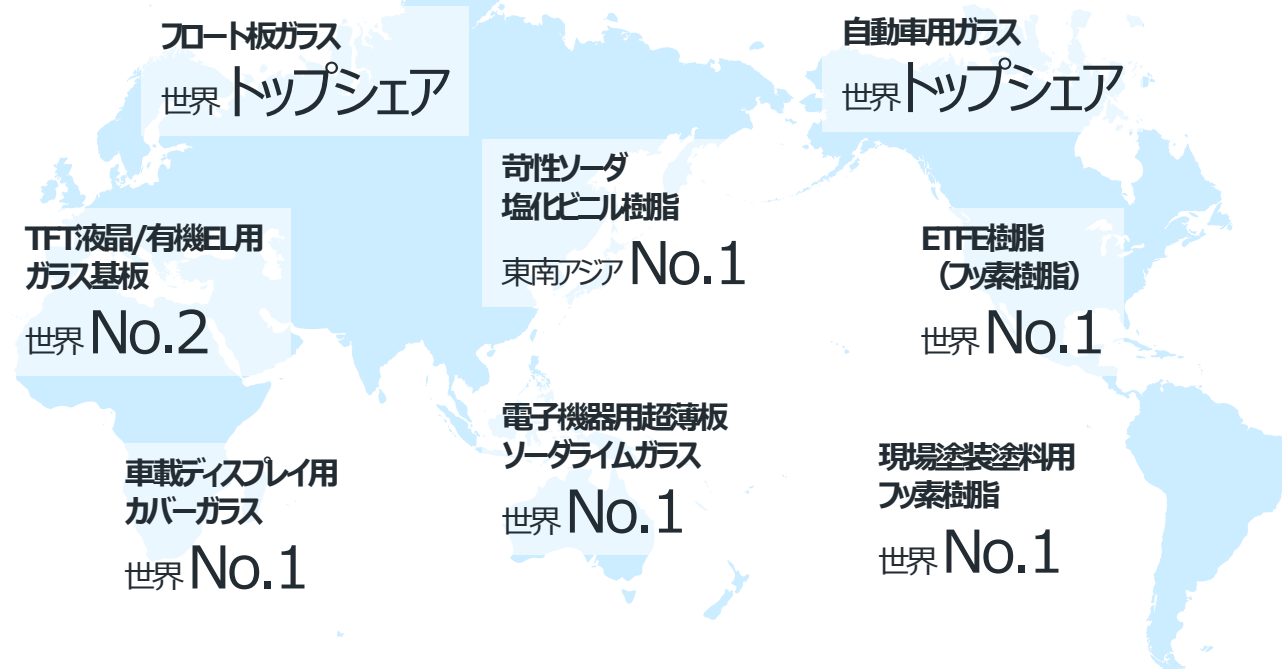 フロート板ガラス
世界トップシェア
自動車用ガラス
世界トップシェア
苛性ソーダ
塩化ビニル樹脂
東南アジア No.1
TFT液晶/有機EL用
ガラス基板
世界 No.2
ETFE樹脂
（フッ素樹脂）
世界 No.1
電子機器用超薄板
ソーダライムガラス
世界 No.1
車載ディスプレイ用
カバーガラス
世界 No.1
現場塗装塗料用
フッ素樹脂
世界 No.1